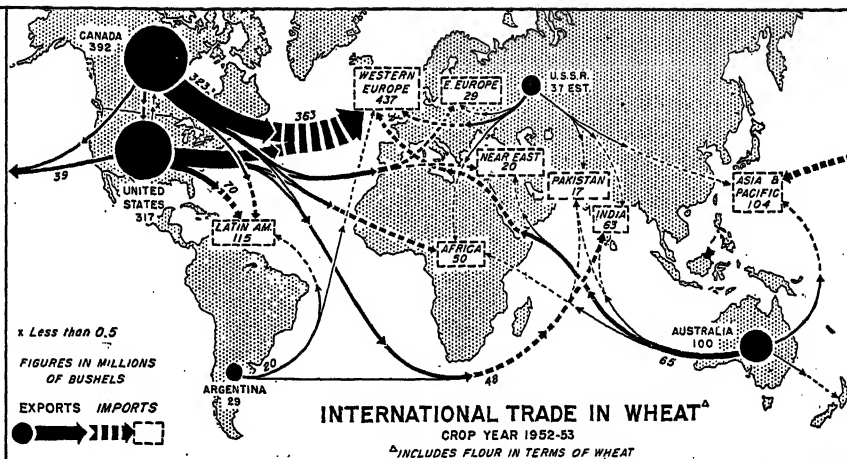 CANADA
392
323
363
WESTERN
EUROPE
437
E. EUROPE
29
U.S.S.R.
37 EST.
39
UNITED
STATES
317
70
LATIN AM.
115
NEAR EAST
20
PAKISTAN
17
INDIA
63
ASIA &
PACIFIC
104
AFRICA
50
x Less than 0.5
FIGURES IN MILLIONS
OF BUSHELS
EXPORTS IMPORTS
20
ARGENTINA
29
48
65
AUSTRALIA
100
INTERNATIONAL TRADE IN WHEAT Δ
CROP YEAR 1952-53
Δ INCLUDES FLOUR IN TERMS OF WHEAT